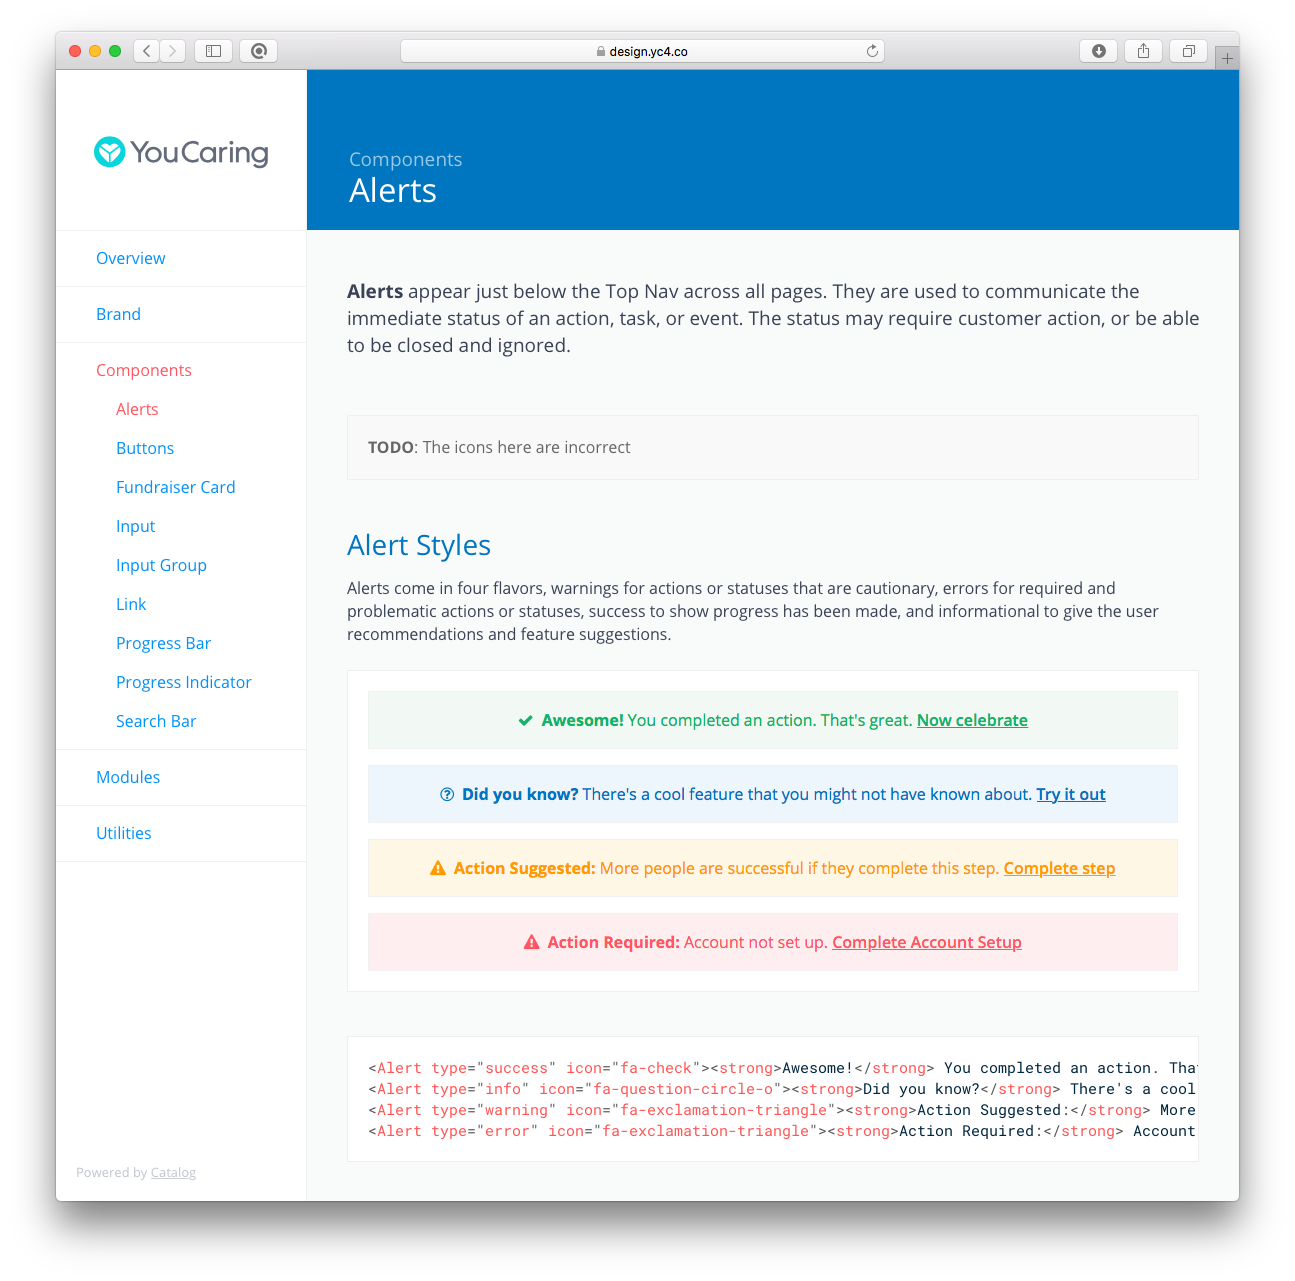 design.yc4.co
YouCaring
Components
Alerts
Overview
Brand
Components
Alerts
Buttons
Fundraiser Card
Input
Input Group
Link
Progress Bar
Progress Indicator
Search Bar
Modules
Utilities
Powered by Catalog
Alerts appear just below the Top Nav across all pages. They are used to communicate the
immediate status of an action, task, or event. The status may require customer action, or be able
to be closed and ignored.
TODO: The icons here are incorrect
Alert Styles
Alerts come in four flavors, warnings for actions or statuses that are cautionary, errors for required and
problematic actions or statuses, success to show progress has been made, and informational to give the user
recommendations and feature suggestions.
Awesome! You completed an action. That's great. Now celebrate
Did you know? There's a cool feature that you might not have known about. Try it out
Action Suggested: More people are successful if they complete this step. Complete step
Action Required: Account not set up. Complete Account Setup
<Alert type="success" icon="fa-check"><strong>Awesome!</strong> You completed an action. Tha
<Alert type="info" icon="fa-question-circle-o"><strong>Did you know?</strong> There's a cool
<Alert type="warning" icon="fa-exclamation-triangle"><strong>Action Suggested:</strong> More
<Alert type="error" icon="fa-exclamation-triangle"><strong>Action Required:</strong> Account